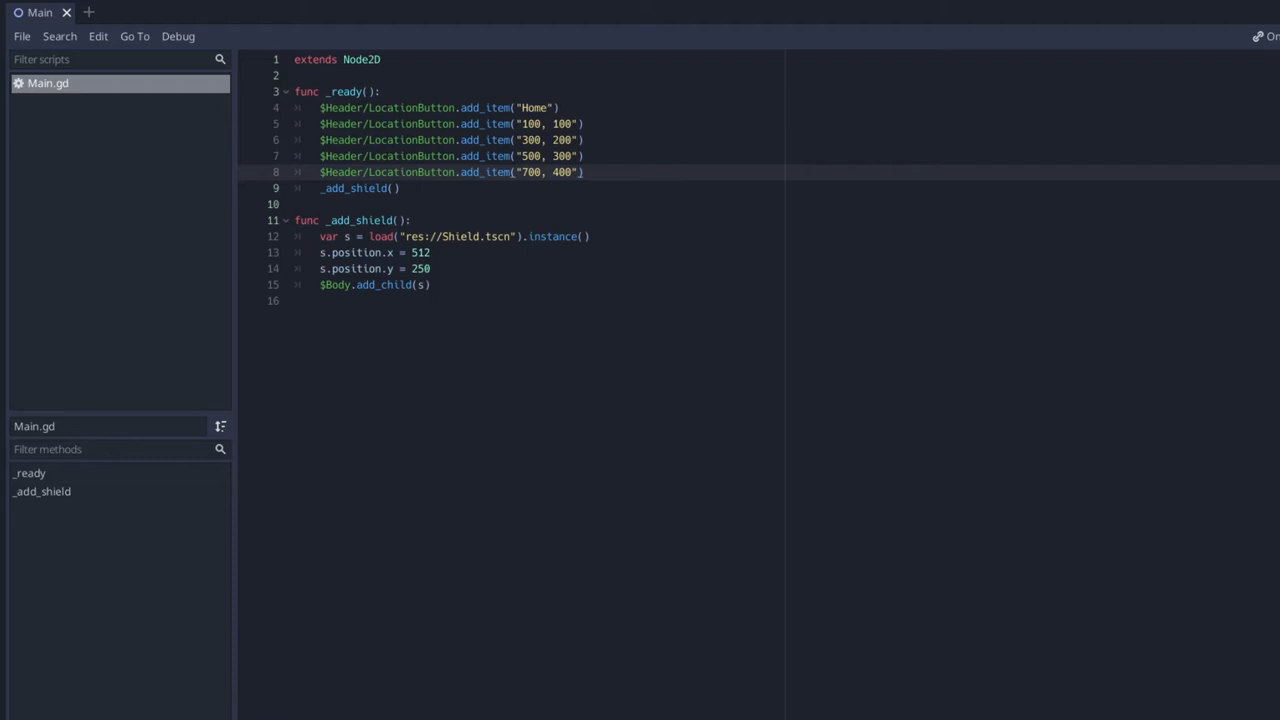 Main
File Search Edit Go To Debug
On
Filter scripts
Main.gd
Main.gd
Filter methods
_ready
_add_shield
1 extends Node2D
2
3 func _ready():
4 $Header/LocationButton.add_item("Home")
5 $Header/LocationButton.add_item("100, 100")
6 $Header/LocationButton.add_item("300, 200")
7 $Header/LocationButton.add_item("500, 300")
8 $Header/LocationButton.add_item("700, 400")
9 _add_shield()
10
11 func _add_shield():
12 var s = load("res://Shield.tscn").instance()
13 s.position.x = 512
14 s.position.y = 250
15 $Body.add_child(s)
16